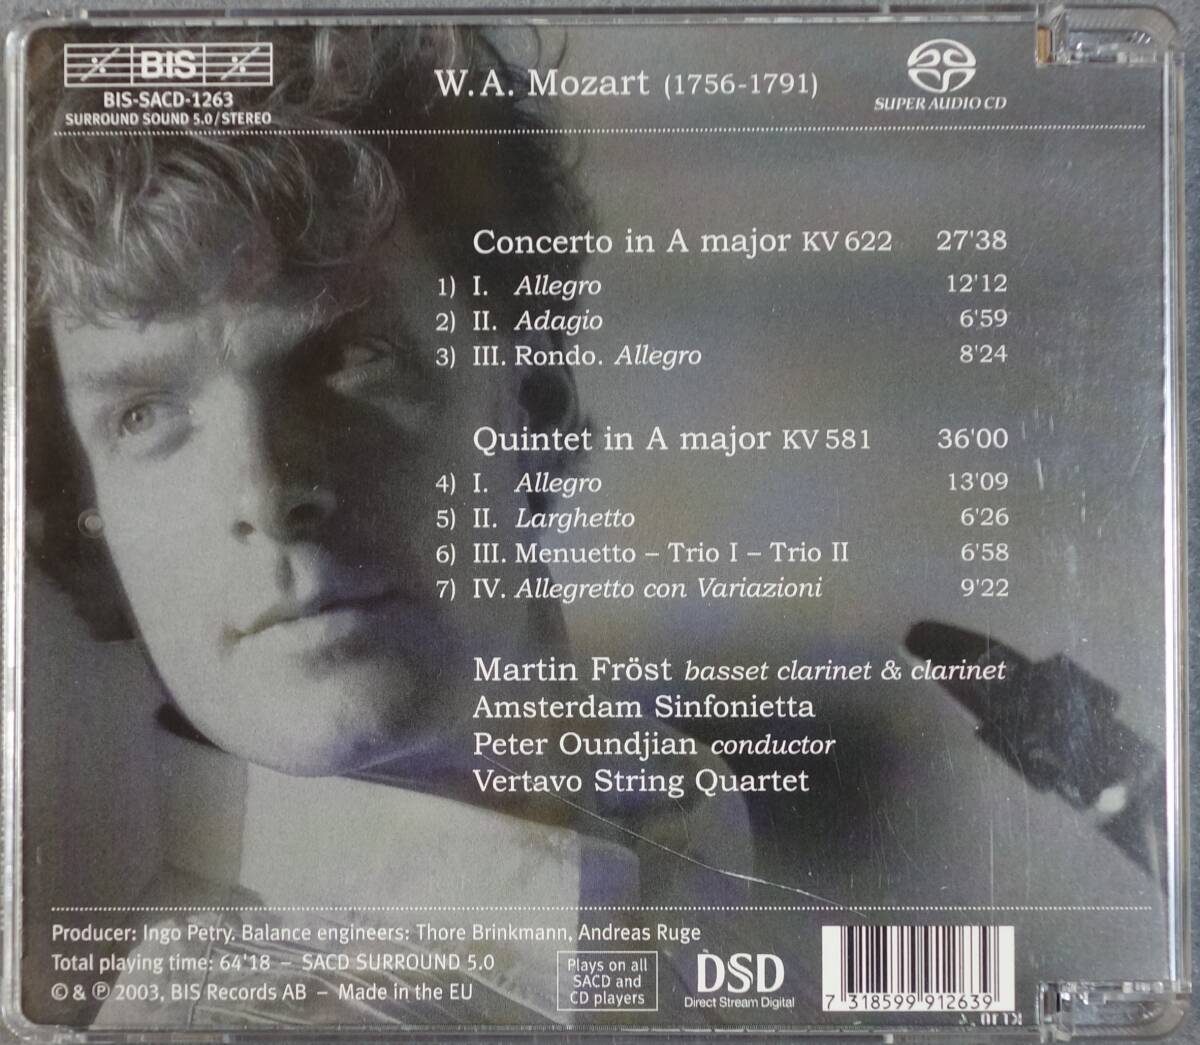 BIS
BIS-SACD-1263
SURROUND SOUND 5.0/STEREO
W.A. Mozart (1756-1791)
SUPER AUDIO CD
Concerto in A major KV 622 27'38
1) I. Allegro 12'12
2) II. Adagio 6'59
3) III. Rondo. Allegro 8'24
Quintet in A major KV 581 36'00
4) I. Allegro 13'09
5) II. Larghetto 6'26
6) III. Menuetto – Trio I – Trio II 6'58
7) IV. Allegretto con Variazioni 9'22
Martin Fröst basset clarinet & clarinet
Amsterdam Sinfonietta
Peter Oundjian conductor
Vertavo String Quartet
Producer: Ingo Petry. Balance engineers: Thore Brinkmann, Andreas Ruge
Total playing time: 64'18 – SACD SURROUND 5.0
© & ℗ 2003, BIS Records AB – Made in the EU
Plays on all
SACD and
CD players
DSD
Direct Stream Digital
7 318599 912639